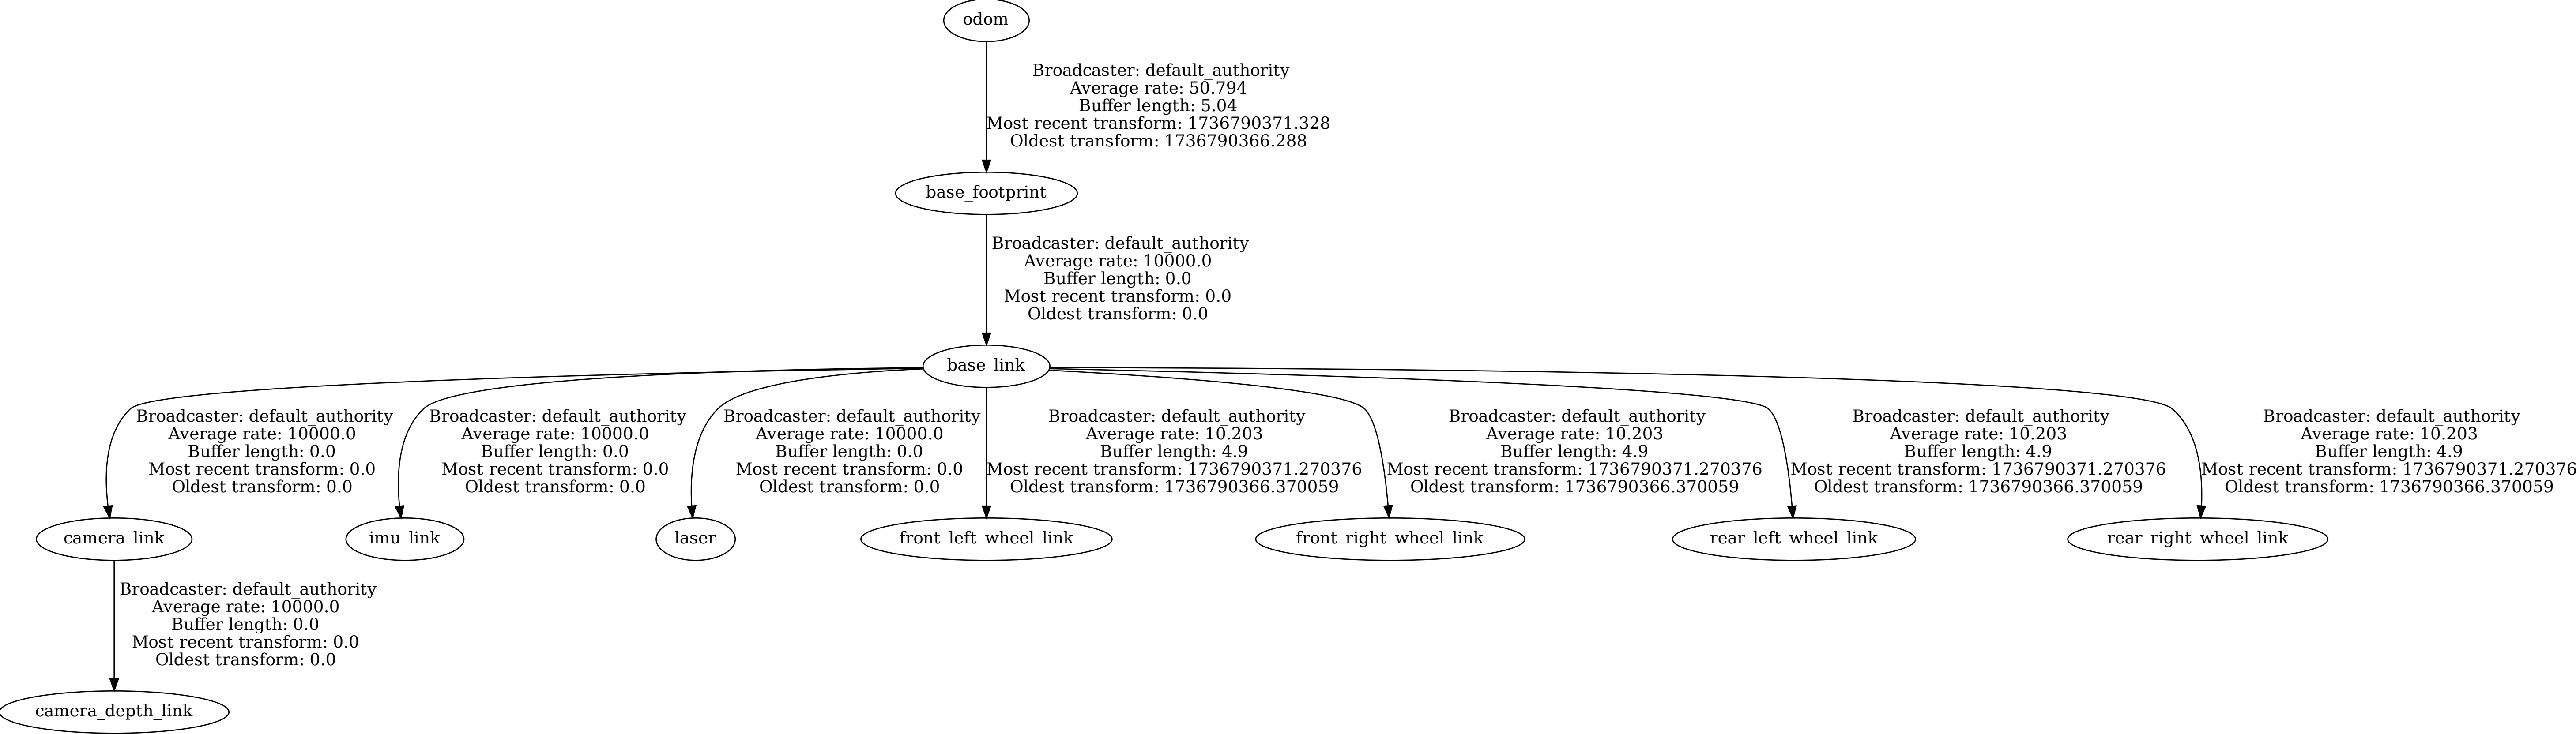 odom
Broadcaster: default_authority
Average rate: 50.794
Buffer length: 5.04
Most recent transform: 1736790371.328
Oldest transform: 1736790366.288
base_footprint
Broadcaster: default_authority
Average rate: 10000.0
Buffer length: 0.0
Most recent transform: 0.0
Oldest transform: 0.0
base_link
Broadcaster: default_authority
Average rate: 10000.0
Buffer length: 0.0
Most recent transform: 0.0
Oldest transform: 0.0
Broadcaster: default_authority
Average rate: 10000.0
Buffer length: 0.0
Most recent transform: 0.0
Oldest transform: 0.0
Broadcaster: default_authority
Average rate: 10000.0
Buffer length: 0.0
Most recent transform: 0.0
Oldest transform: 0.0
Broadcaster: default_authority
Average rate: 10.203
Buffer length: 4.9
Most recent transform: 1736790371.270376
Oldest transform: 1736790366.370059
Broadcaster: default_authority
Average rate: 10.203
Buffer length: 4.9
Most recent transform: 1736790371.270376
Oldest transform: 1736790366.370059
Broadcaster: default_authority
Average rate: 10.203
Buffer length: 4.9
Most recent transform: 1736790371.270376
Oldest transform: 1736790366.370059
Broadcaster: default_authority
Average rate: 10.203
Buffer length: 4.9
Most recent transform: 1736790371.270376
Oldest transform: 1736790366.370059
camera_link
imu_link
laser
front_left_wheel_link
front_right_wheel_link
rear_left_wheel_link
rear_right_wheel_link
Broadcaster: default_authority
Average rate: 10000.0
Buffer length: 0.0
Most recent transform: 0.0
Oldest transform: 0.0
camera_depth_link